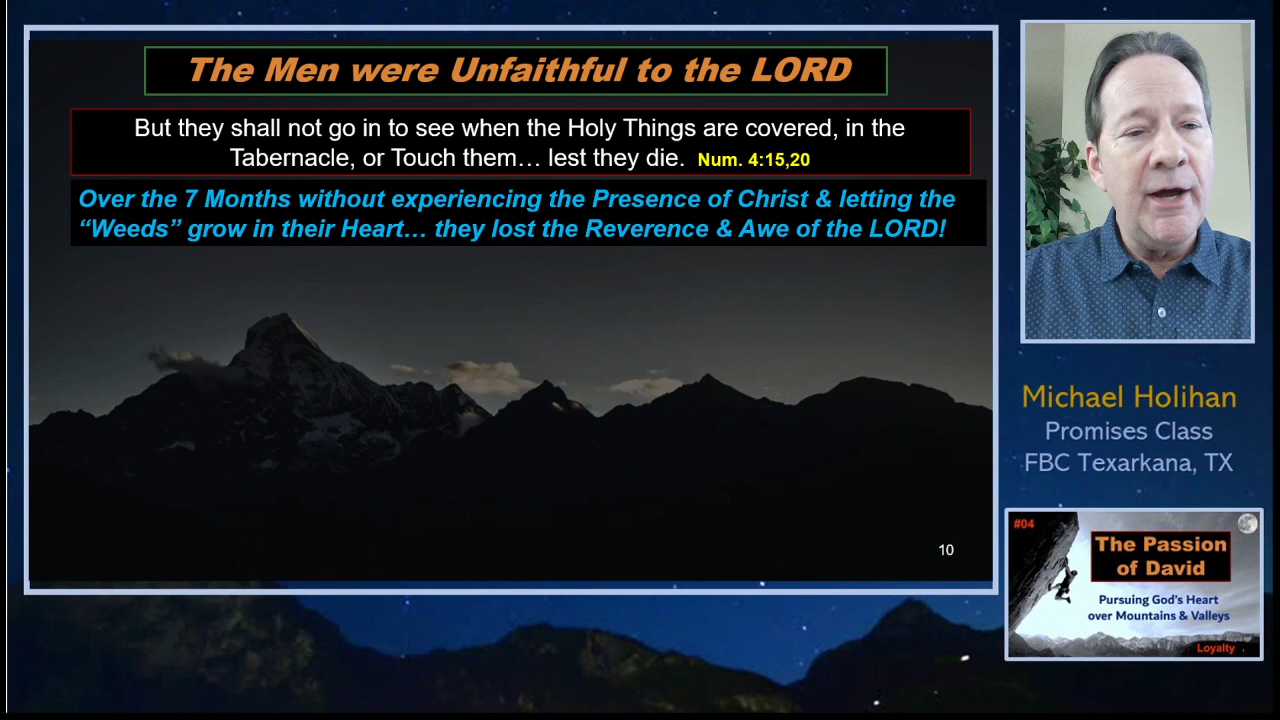 The Men were Unfaithful to the LORD
But they shall not go in to see when the Holy Things are covered, in the
Tabernacle, or Touch them… lest they die. Num. 4:15,20
Over the 7 Months without experiencing the Presence of Christ & letting the
“Weeds” grow in their Heart… they lost the Reverence & Awe of the LORD!
10
Michael Holihan
Promises Class
FBC Texarkana, TX
#04
The Passion
of David
Pursuing God's Heart
over Mountains & Valleys
Loyalty